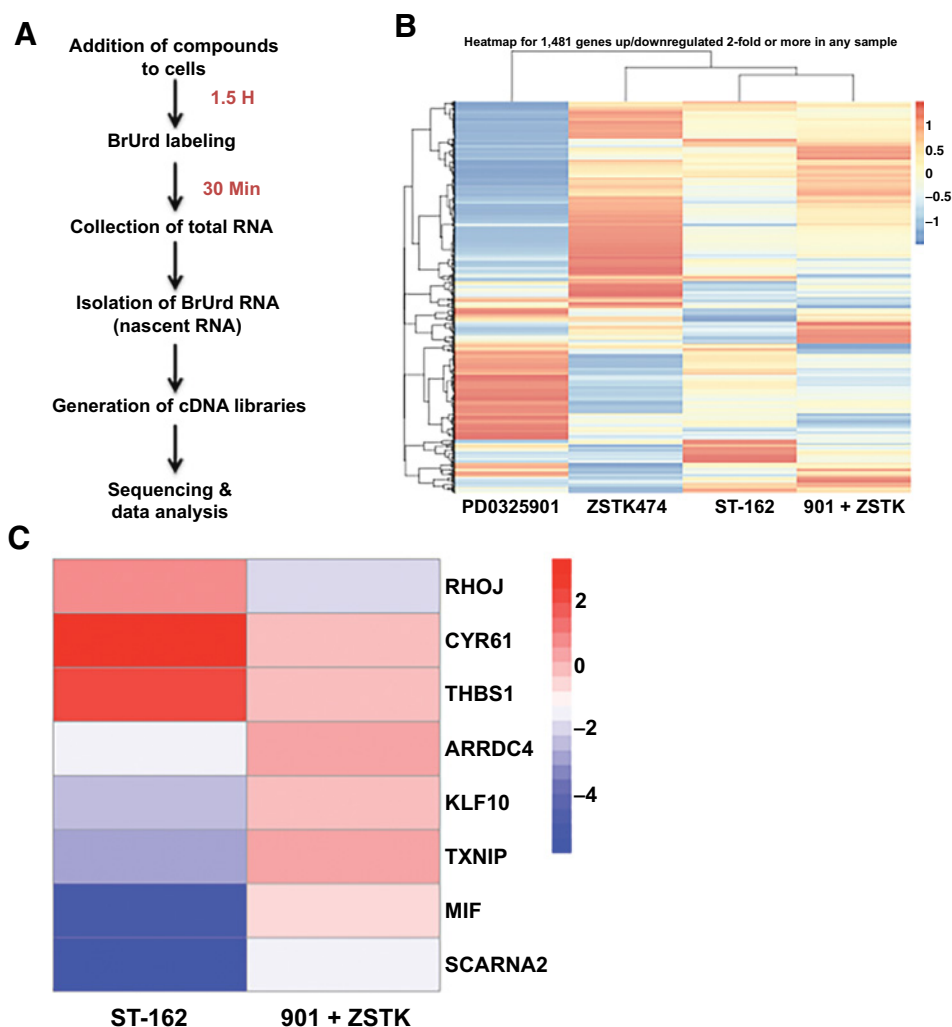 A
Addition of compounds
to cells
1.5 H
BrUrd labeling
30 Min
Collection of total RNA
Isolation of BrUrd RNA
(nascent RNA)
Generation of cDNA libraries
Sequencing &
data analysis
B
Heatmap for 1,481 genes up/downregulated 2-fold or more in any sample
1
0.5
0
−0.5
−1
PD0325901 ZSTK474 ST-162 901 + ZSTK
C
RHOJ
CYR61
THBS1
ARRDC4
KLF10
TXNIP
MIF
SCARNA2
2
0
−2
−4
ST-162 901 + ZSTK